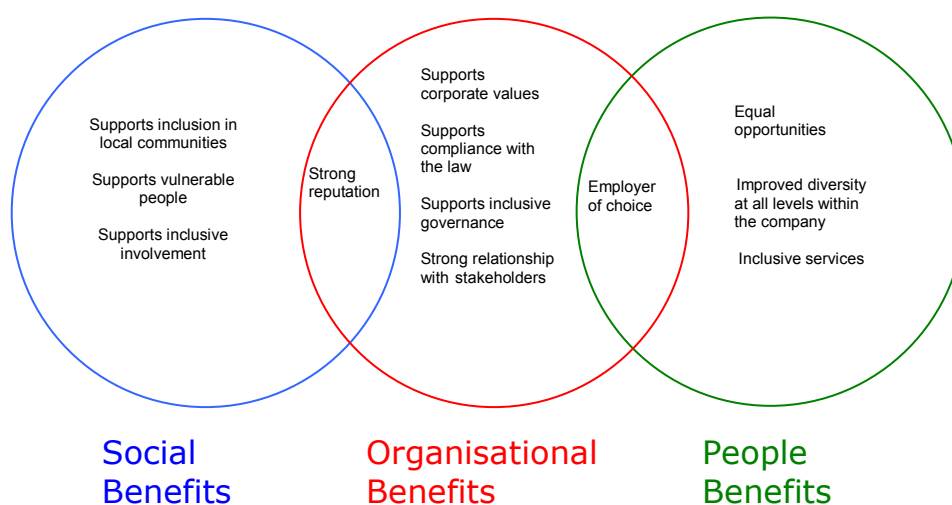 Supports inclusion in
local communities
Supports vulnerable
people
Supports inclusive
involvement
Strong
reputation
Supports
corporate values
Supports
compliance with
the law
Supports inclusive
governance
Strong relationship
with stakeholders
Employer
of choice
Equal
opportunities
Improved diversity
at all levels within
the company
Inclusive services
Social
Benefits
Organisational
Benefits
People
Benefits